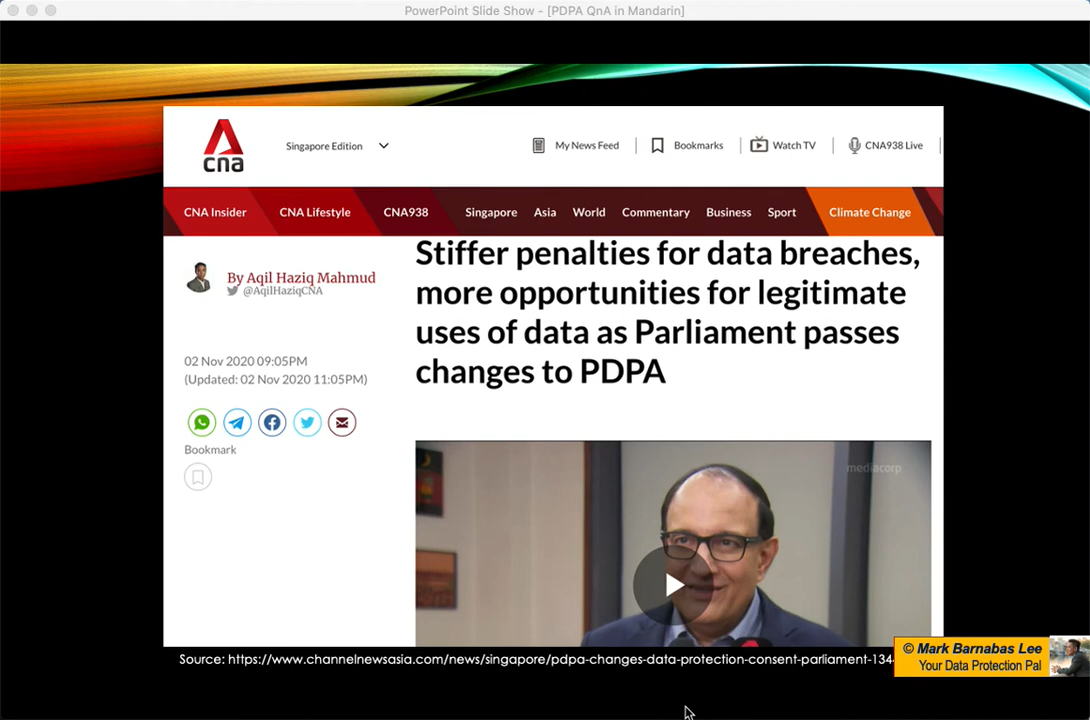 PowerPoint Slide Show - [PDPA QnA in Mandarin]
cna
Singapore Edition
My News Feed
Bookmarks
Watch TV
CNA938 Live
CNA Insider
CNA Lifestyle
CNA938
Singapore
Asia
World
Commentary
Business
Sport
Climate Change
By Aqil Haziq Mahmud
@AqilHaziqCNA
02 Nov 2020 09:05PM
(Updated: 02 Nov 2020 11:05PM)
Bookmark
Stiffer penalties for data breaches,
more opportunities for legitimate
uses of data as Parliament passes
changes to PDPA
mediacorp
Source: https://www.channelnewsasia.com/news/singapore/pdpa-changes-data-protection-consent-parliament-134
© Mark Barnabas Lee
Your Data Protection Pal